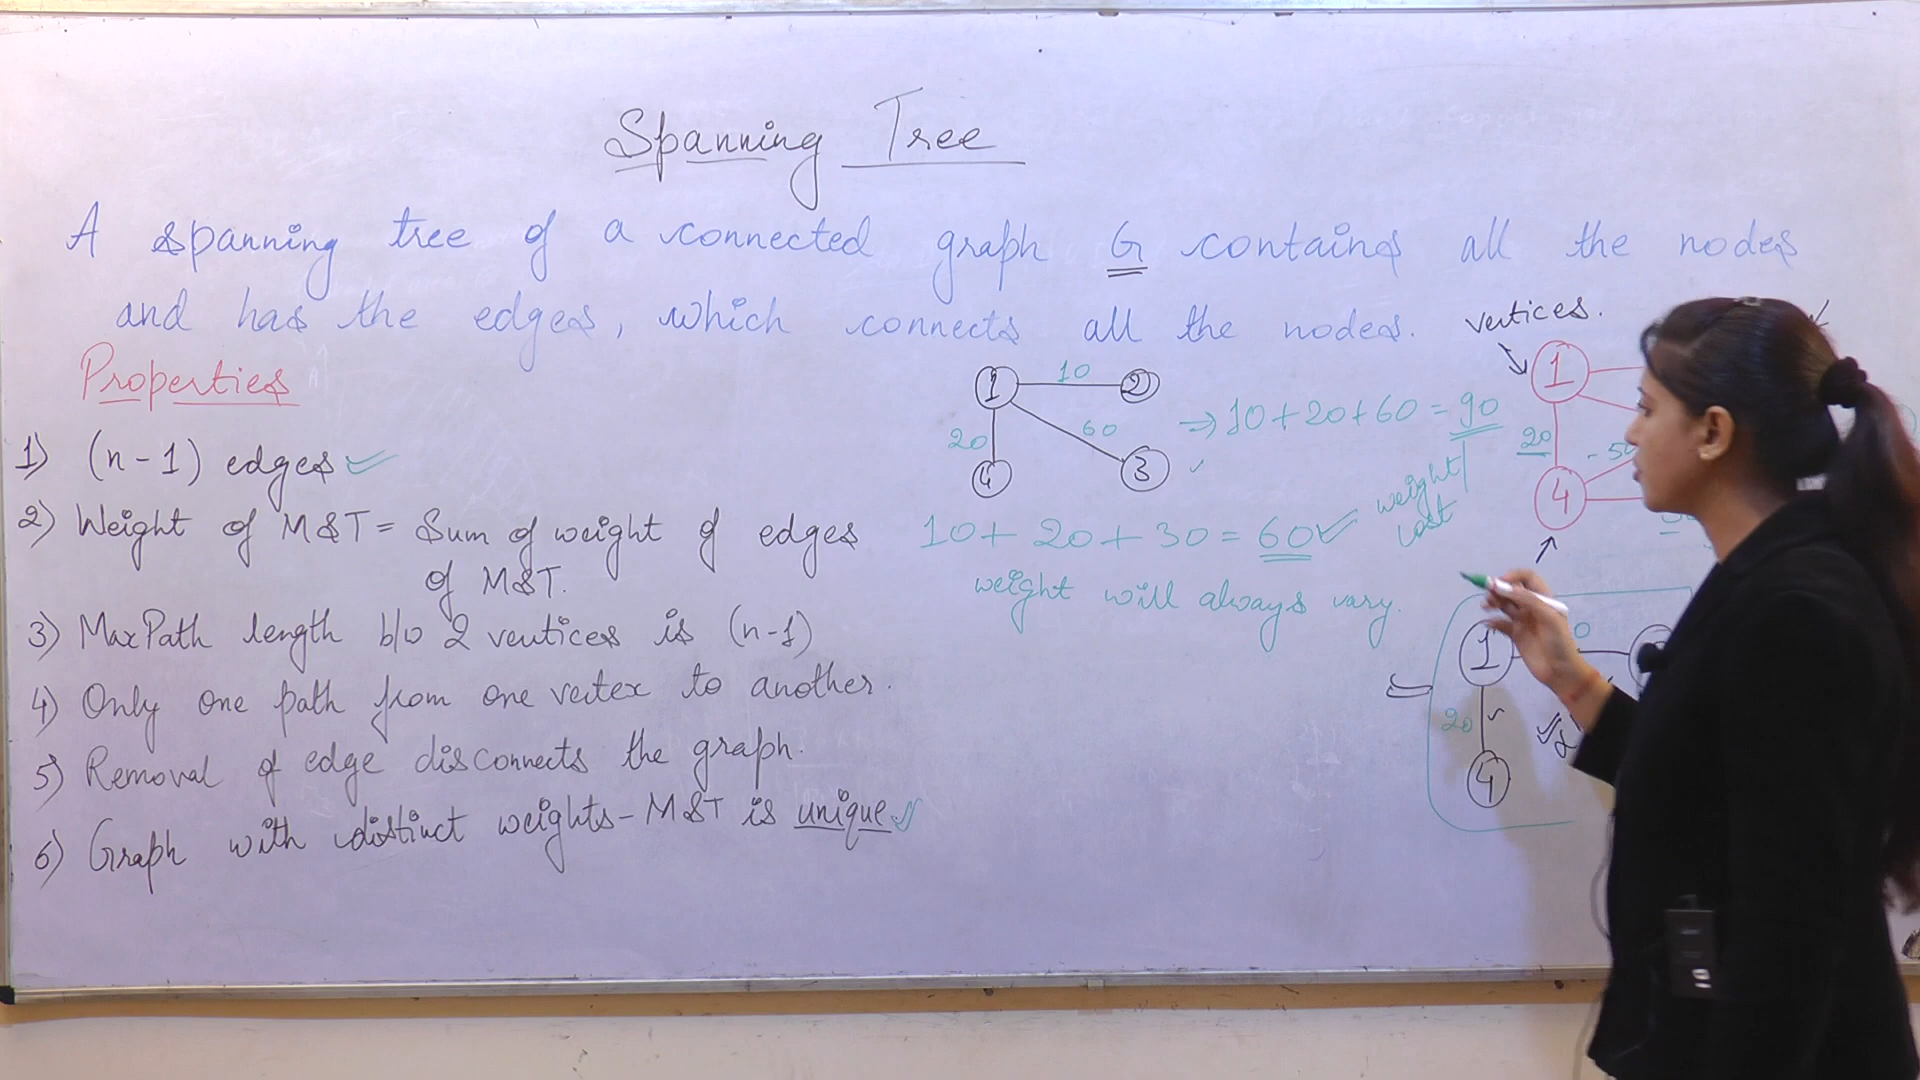 Spanning Tree
A spanning tree of a connected graph G contains all the nodes
and has the edges, which connects all the nodes.
vertices.
Properties
1) (n-1) edges
2) Weight of MST = Sum of weight of edges
of MST.
3) Max Path length b/w 2 vertices is (n-1)
4) Only one path from one vertex to another.
5) Removal of edge disconnects the graph.
6) Graph with distinct weights - MST is unique
1 10 2
20 60
4 3
⇒ 10+20+60 = 90
weight/
cost
10+ 20+ 30 = 60
weight will always vary.
1
20
4
1
20
4